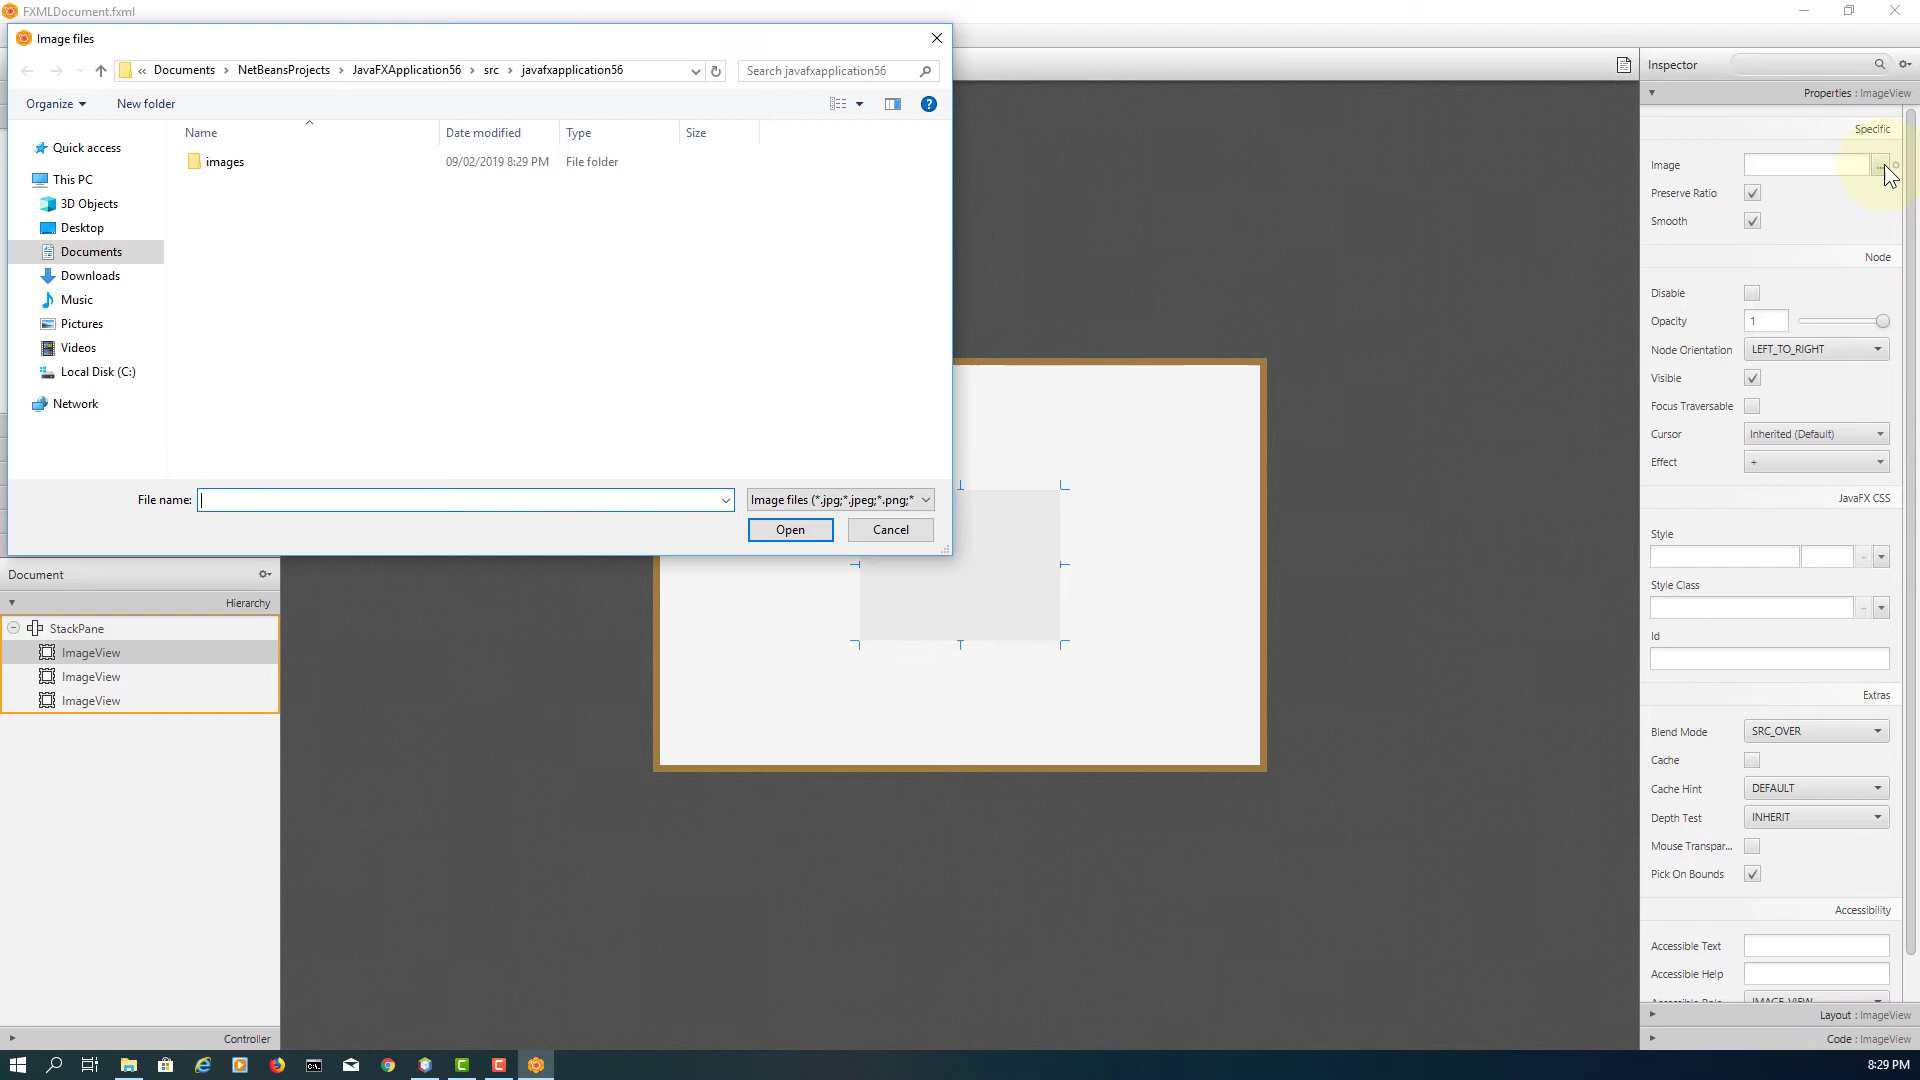 FXMLDocument.fxml
Image files
« Documents > NetBeansProjects > JavaFXApplication56 > src > javafxapplication56
Search javafxapplication56
Organize
New folder
Name
Date modified
Type
Size
Quick access
This PC
3D Objects
Desktop
Documents
Downloads
Music
Pictures
Videos
Local Disk (C:)
Network
images
09/02/2019 8:29 PM
File folder
File name:
Image files (*.jpg;*.jpeg;*.png;*
Open
Cancel
Document
Hierarchy
StackPane
ImageView
ImageView
ImageView
Controller
Inspector
Properties : ImageView
Specific
Image
...
Preserve Ratio
Smooth
Node
Disable
Opacity
1
Node Orientation
LEFT_TO_RIGHT
Visible
Focus Traversable
Cursor
Inherited (Default)
Effect
+
JavaFX CSS
Style
Style Class
Id
Extras
Blend Mode
SRC_OVER
Cache
Cache Hint
DEFAULT
Depth Test
INHERIT
Mouse Transpar...
Pick On Bounds
Accessibility
Accessible Text
Accessible Help
Layout : ImageView
Code : ImageView
8:29 PM